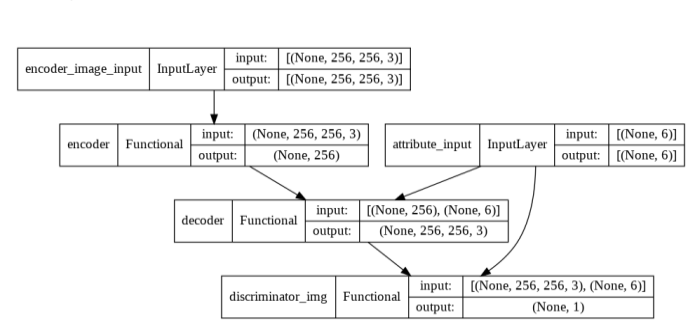 encoder_image_input InputLayer input: [(None, 256, 256, 3)]
output: [(None, 256, 256, 3)]
encoder Functional input: (None, 256, 256, 3)
output: (None, 256)
attribute_input InputLayer input: [(None, 6)]
output: [(None, 6)]
decoder Functional input: [(None, 256), (None, 6)]
output: (None, 256, 256, 3)
discriminator_img Functional input: [(None, 256, 256, 3), (None, 6)]
output: (None, 1)